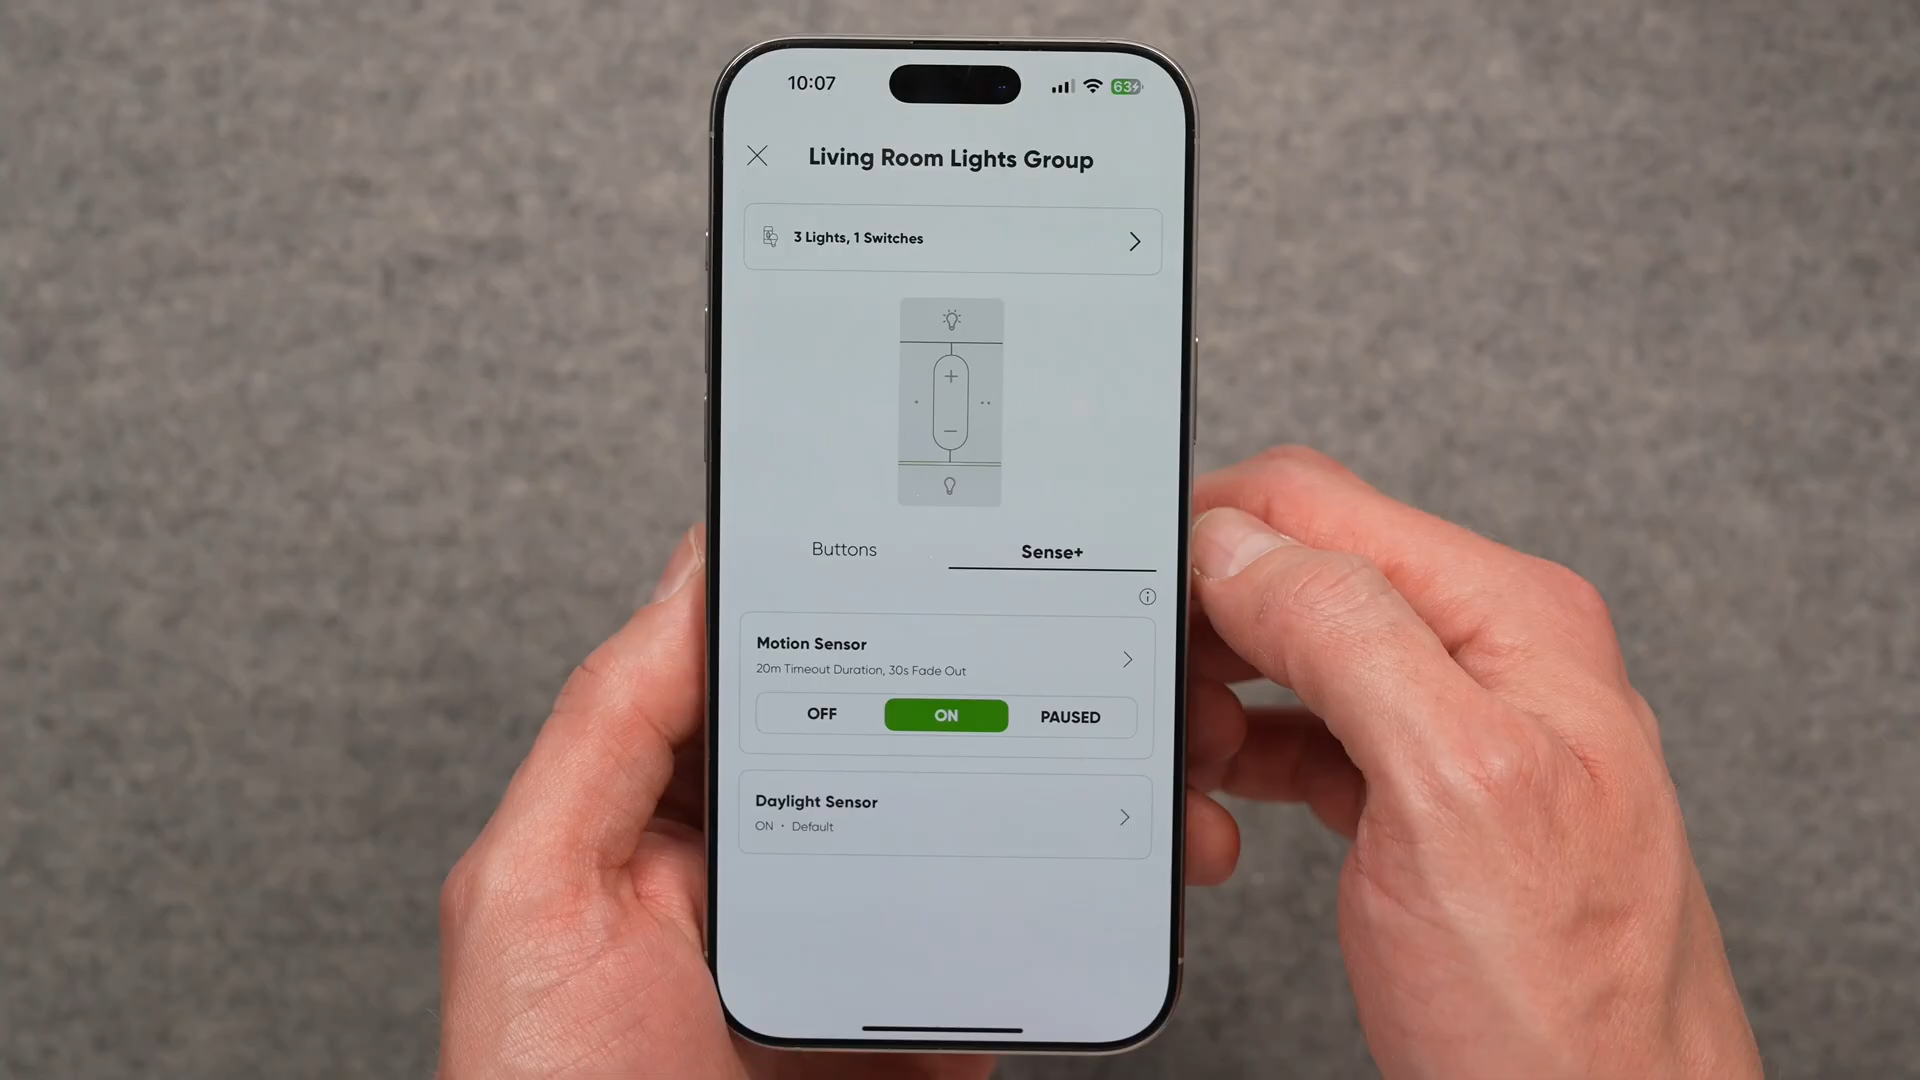 10:07
63
Living Room Lights Group
3 Lights, 1 Switches
Buttons
Sense+
Motion Sensor
20m Timeout Duration, 30s Fade Out
OFF ON PAUSED
Daylight Sensor
ON • Default